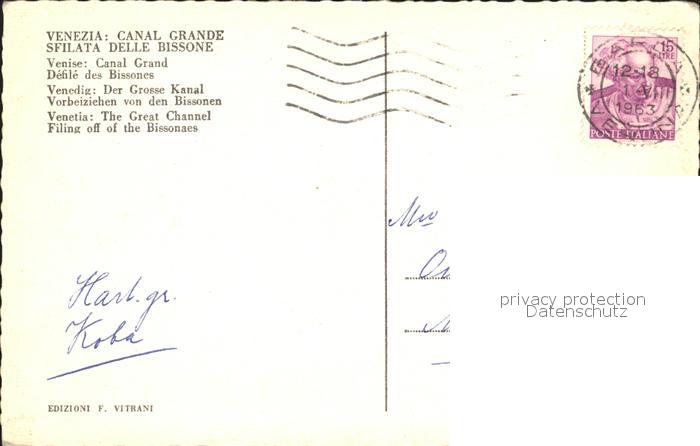 VENEZIA: CANAL GRANDE
SFILATA DELLE BISSONE
Venise: Canal Grand
Défilé des Bissones
Venedig: Der Grosse Kanal
Vorbeiziehen von den Bissonen
Venetia: The Great Channel
Filing off of the Bissonaes
15
LIRE
12-18
1963
POSTE ITALIANE
Hart. gr.
Koba
privacy protection
Datenschutz
EDIZIONI F. VITRANI